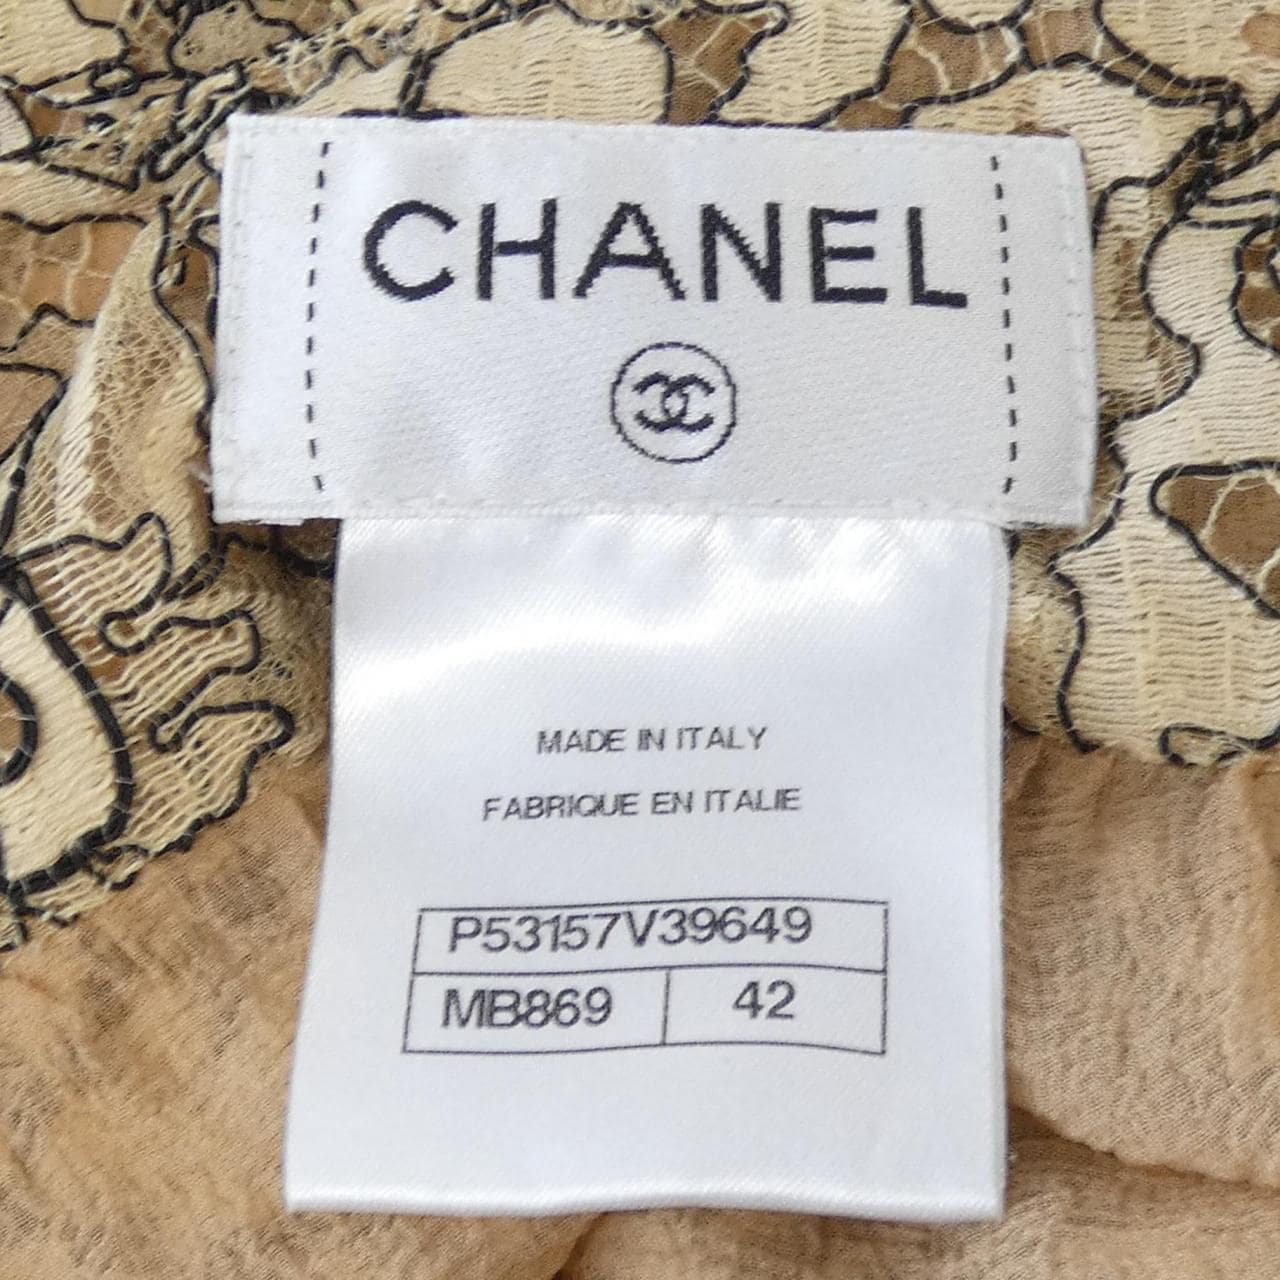 CHANEL
MADE IN ITALY
FABRIQUE EN ITALIE
P53157V39649
MB869 42